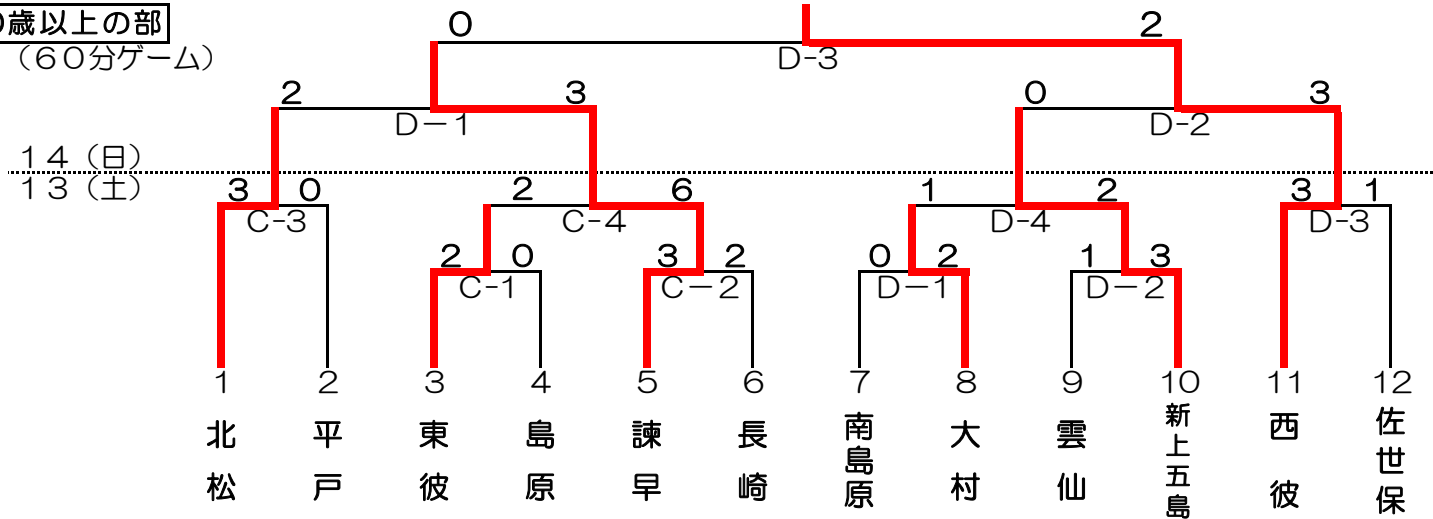 歳以上の部
（６０分ゲーム）
0 2
D-3
2 3 0 3
D－1 D-2
１４（日）
１３（土）
3 0 2 6 1 2 3 1
C-3 C-4 D-4 D-3
2 0 3 2 0 2 1 3
C-1 C－2 D－1 D－2
1 2 3 4 5 6 7 8 9 10 11 12
北松
平戸
東彼
島原
諫早
長崎
南島原
大村
雲仙
新上五島
西彼
佐世保